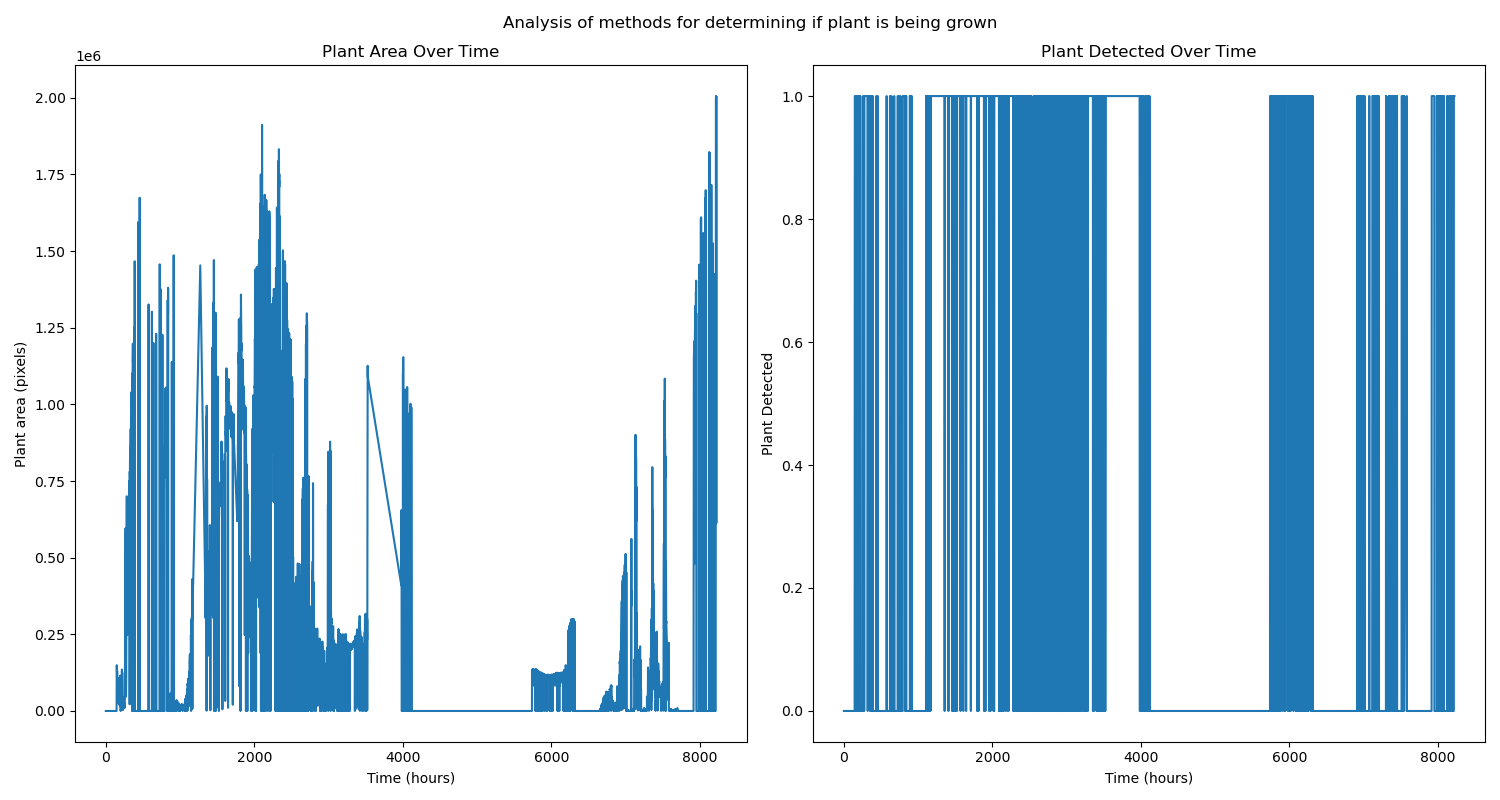 Analysis of methods for determining if plant is being grown
Plant Area Over Time
1e6
2.00
1.75
1.50
1.25
1.00
0.75
0.50
0.25
0.00
Plant area (pixels)
0 2000 4000 6000 8000
Time (hours)
Plant Detected Over Time
1.0
0.8
0.6
0.4
0.2
0.0
Plant Detected
0 2000 4000 6000 8000
Time (hours)